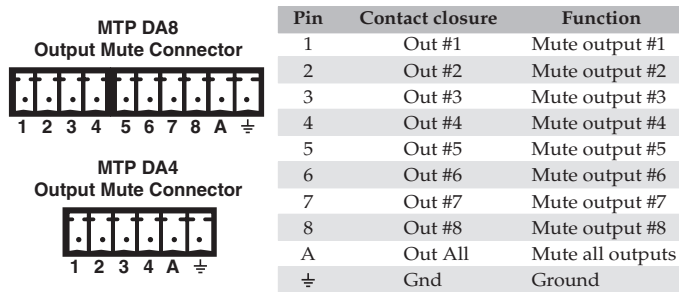 MTP DA8
Output Mute Connector
1 2 3 4 5 6 7 8 A ⏚
MTP DA4
Output Mute Connector
1 2 3 4 A ⏚
Pin Contact closure Function
1 Out #1 Mute output #1
2 Out #2 Mute output #2
3 Out #3 Mute output #3
4 Out #4 Mute output #4
5 Out #5 Mute output #5
6 Out #6 Mute output #6
7 Out #7 Mute output #7
8 Out #8 Mute output #8
A Out All Mute all outputs
⏚ Gnd Ground